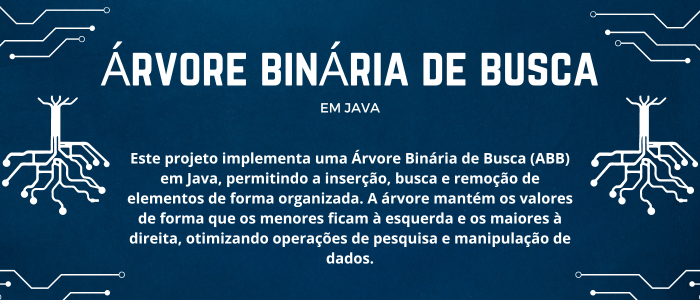 ÁRVORE BINÁRIA DE BUSCA
EM JAVA
Este projeto implementa uma Árvore Binária de Busca (ABB)
em Java, permitindo a inserção, busca e remoção de
elementos de forma organizada. A árvore mantém os valores
de forma que os menores ficam à esquerda e os maiores à
direita, otimizando operações de pesquisa e manipulação de
dados.